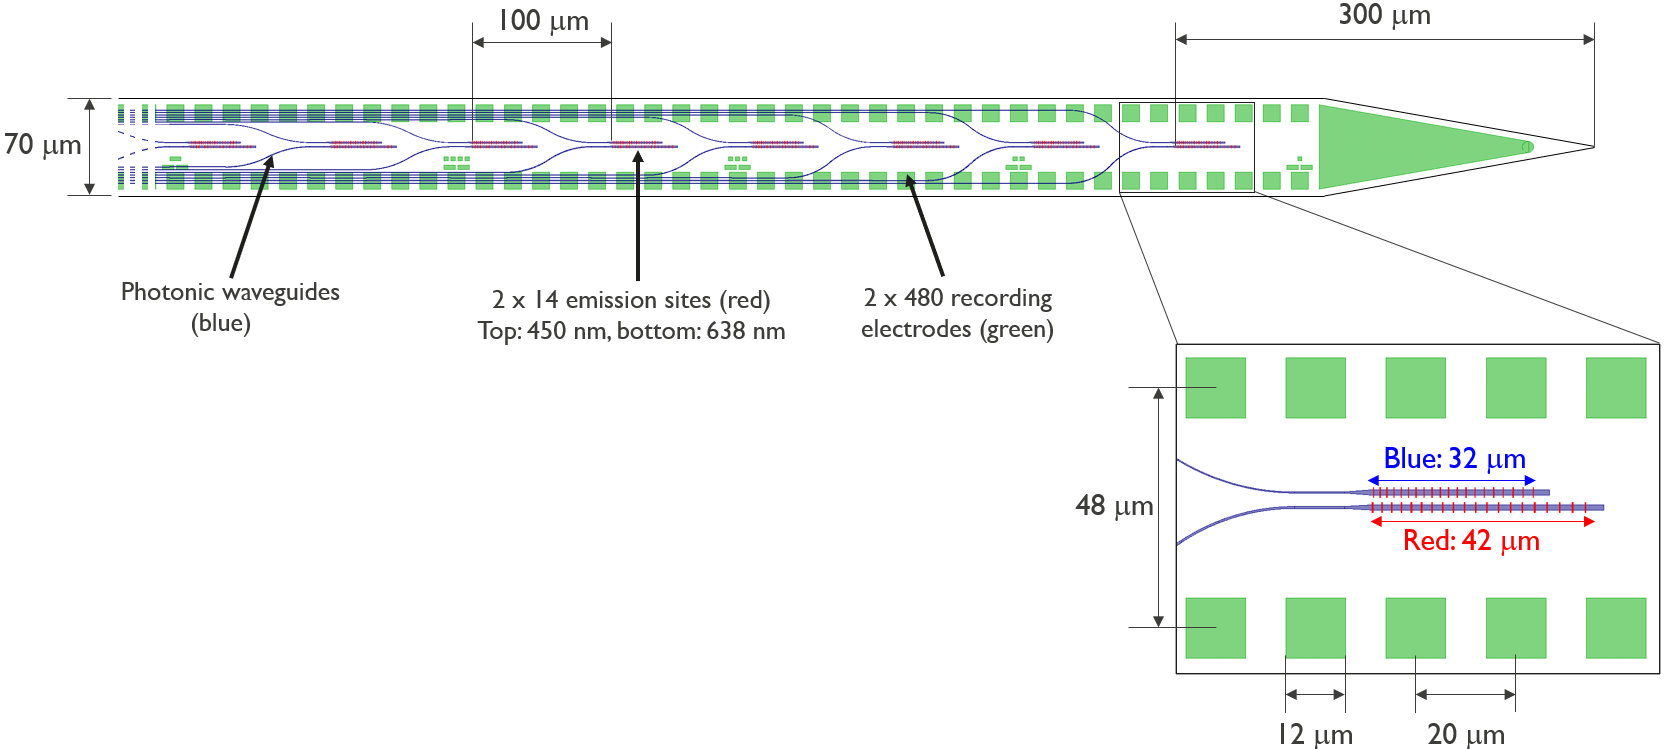 100 μm
300 μm
70 μm
Photonic waveguides
(blue)
2 x 14 emission sites (red)
Top: 450 nm, bottom: 638 nm
2 x 480 recording
electrodes (green)
Blue: 32 μm
48 μm
Red: 42 μm
12 μm
20 μm